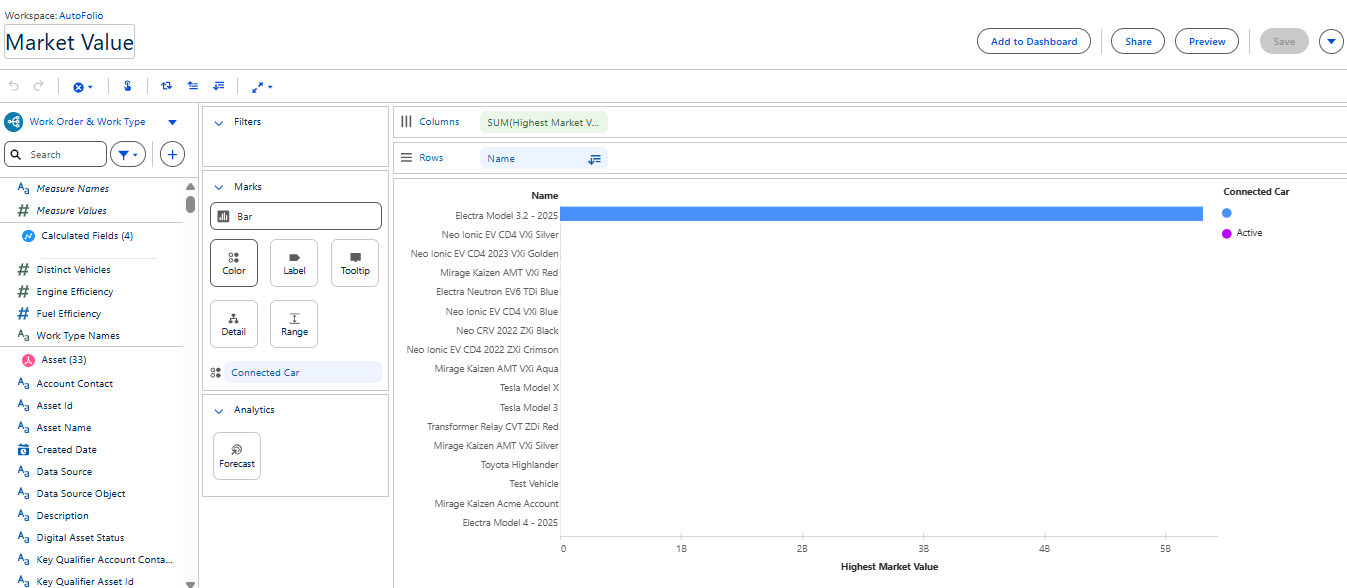 Workspace: AutoFolio
Market Value
Add to Dashboard
Share
Preview
Save
Work Order & Work Type
Search
Measure Names
Measure Values
Calculated Fields (4)
Distinct Vehicles
Engine Efficiency
Fuel Efficiency
Work Type Names
Asset (33)
Account Contact
Asset Id
Asset Name
Created Date
Data Source
Data Source Object
Description
Digital Asset Status
Key Qualifier Account Conta...
Key Qualifier Asset Id
Filters
Marks
Bar
Color
Label
Tooltip
Detail
Range
Connected Car
Analytics
Forecast
Columns
SUM(Highest Market V...
Rows
Name
Name
Electra Model 3.2 - 2025
Neo Ionic EV CD4 VXi Silver
Neo Ionic EV CD4 2023 VXi Golden
Mirage Kaizen AMT VXi Red
Electra Neutron EV6 TDi Blue
Neo Ionic EV CD4 VXi Blue
Neo CRV 2022 ZXi Black
Neo Ionic EV CD4 2022 ZXi Crimson
Mirage Kaizen AMT VXi Aqua
Tesla Model X
Tesla Model 3
Transformer Relay CVT ZDi Red
Mirage Kaizen AMT VXi Silver
Toyota Highlander
Test Vehicle
Mirage Kaizen Acme Account
Electra Model 4 - 2025
0 1B 2B 3B 4B 5B
Highest Market Value
Connected Car
Active